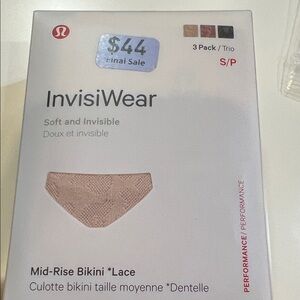 $44
Final Sale
3 Pack / Trio
S/P
InvisiWear
Soft and Invisible
Doux et invisible
PERFORMANCE / PERFORMANCE
Mid-Rise Bikini *Lace
Culotte bikini taille moyenne *Dentelle